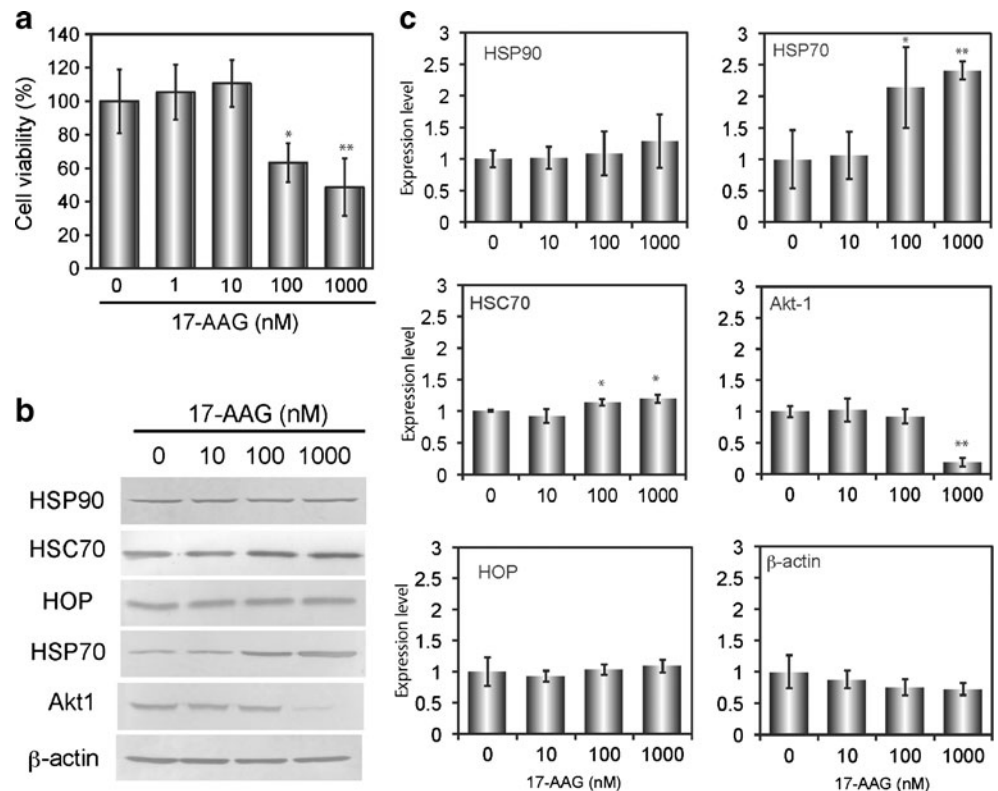 a
Cell viability (%)
140
120
100
80
60
40
20
0
* **
0 1 10 100 1000
17-AAG (nM)
b
17-AAG (nM)
0 10 100 1000
HSP90
HSC70
HOP
HSP70
Akt1
β-actin
c
HSP90
Expression level
3
2.5
2
1.5
1
0.5
0
0 10 100 1000
HSP70
3
2.5
2
1.5
1
0.5
0
* **
0 10 100 1000
HSC70
Expression level
3
2.5
2
1.5
1
0.5
0
* *
0 10 100 1000
Akt-1
3
2.5
2
1.5
1
0.5
0
**
0 10 100 1000
HOP
Expression level
3
2.5
2
1.5
1
0.5
0
0 10 100 1000
17-AAG (nM)
β-actin
3
2.5
2
1.5
1
0.5
0
0 10 100 1000
17-AAG (nM)